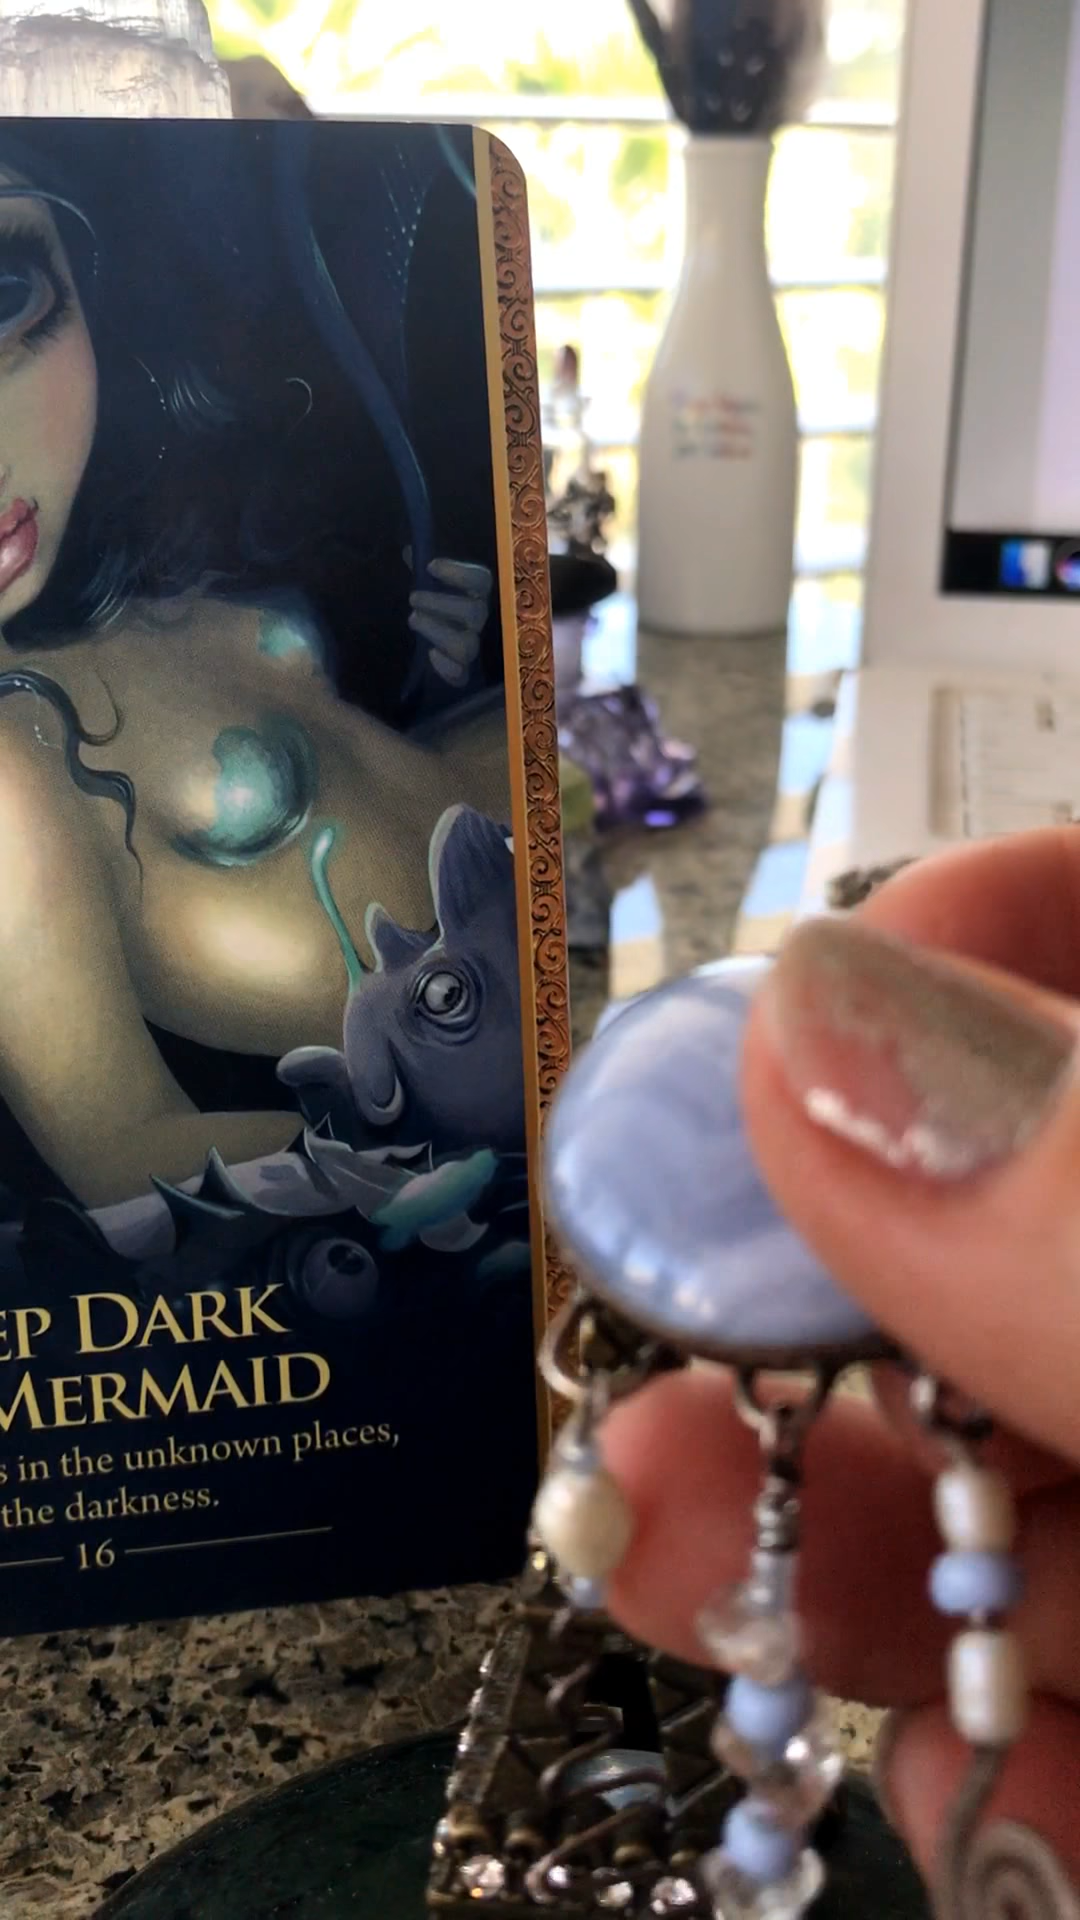 EP DARK
MERMAID
s in the unknown places,
the darkness.
16